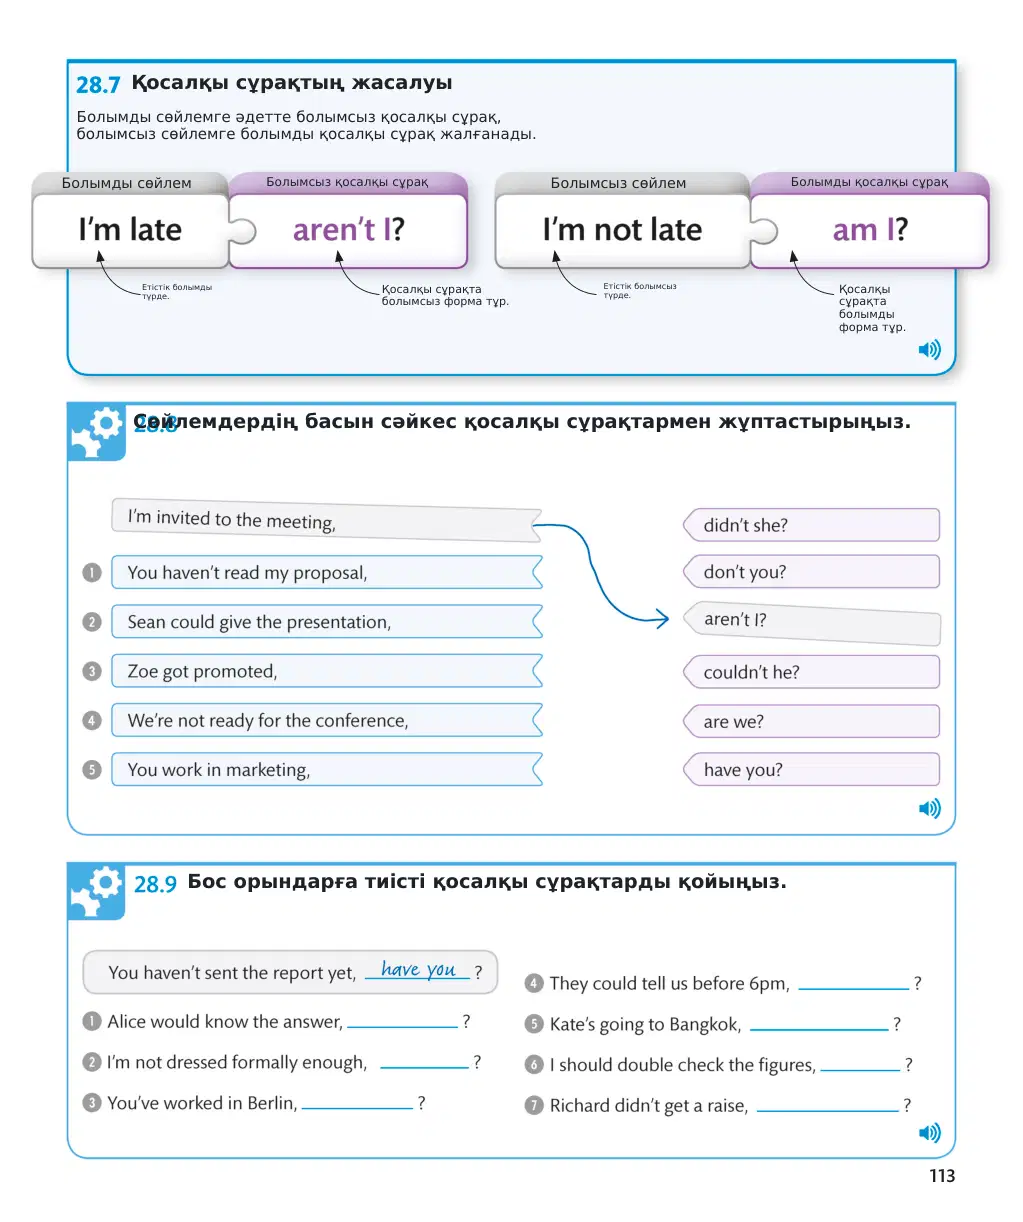 28.7 Қосалқы сұрақтың жасалуы
Болымды сөйлемге әдетте болымсыз қосалқы сұрақ,
болымсыз сөйлемге болымды қосалқы сұрақ жалғанады.
Болымды сөйлем
Болымсыз қосалқы сұрақ
I’m late
aren’t I?
Етістік болымды
түрде.
Қосалқы сұрақта
болымсыз форма тұр.
Болымсыз сөйлем
Болымды қосалқы сұрақ
I’m not late
am I?
Етістік болымсыз
түрде.
Қосалқы
сұрақта
болымды
форма тұр.
28.8 Сөйлемдердің басын сәйкес қосалқы сұрақтармен жұптастырыңыз.
I’m invited to the meeting,
didn’t she?
1 You haven’t read my proposal,
don’t you?
2 Sean could give the presentation,
aren’t I?
3 Zoe got promoted,
couldn’t he?
4 We’re not ready for the conference,
are we?
5 You work in marketing,
have you?
28.9 Бос орындарға тиісті қосалқы сұрақтарды қойыңыз.
You haven’t sent the report yet, have you ?
1 Alice would know the answer, ?
2 I’m not dressed formally enough, ?
3 You’ve worked in Berlin, ?
4 They could tell us before 6pm, ?
5 Kate’s going to Bangkok, ?
6 I should double check the figures, ?
7 Richard didn’t get a raise, ?
113